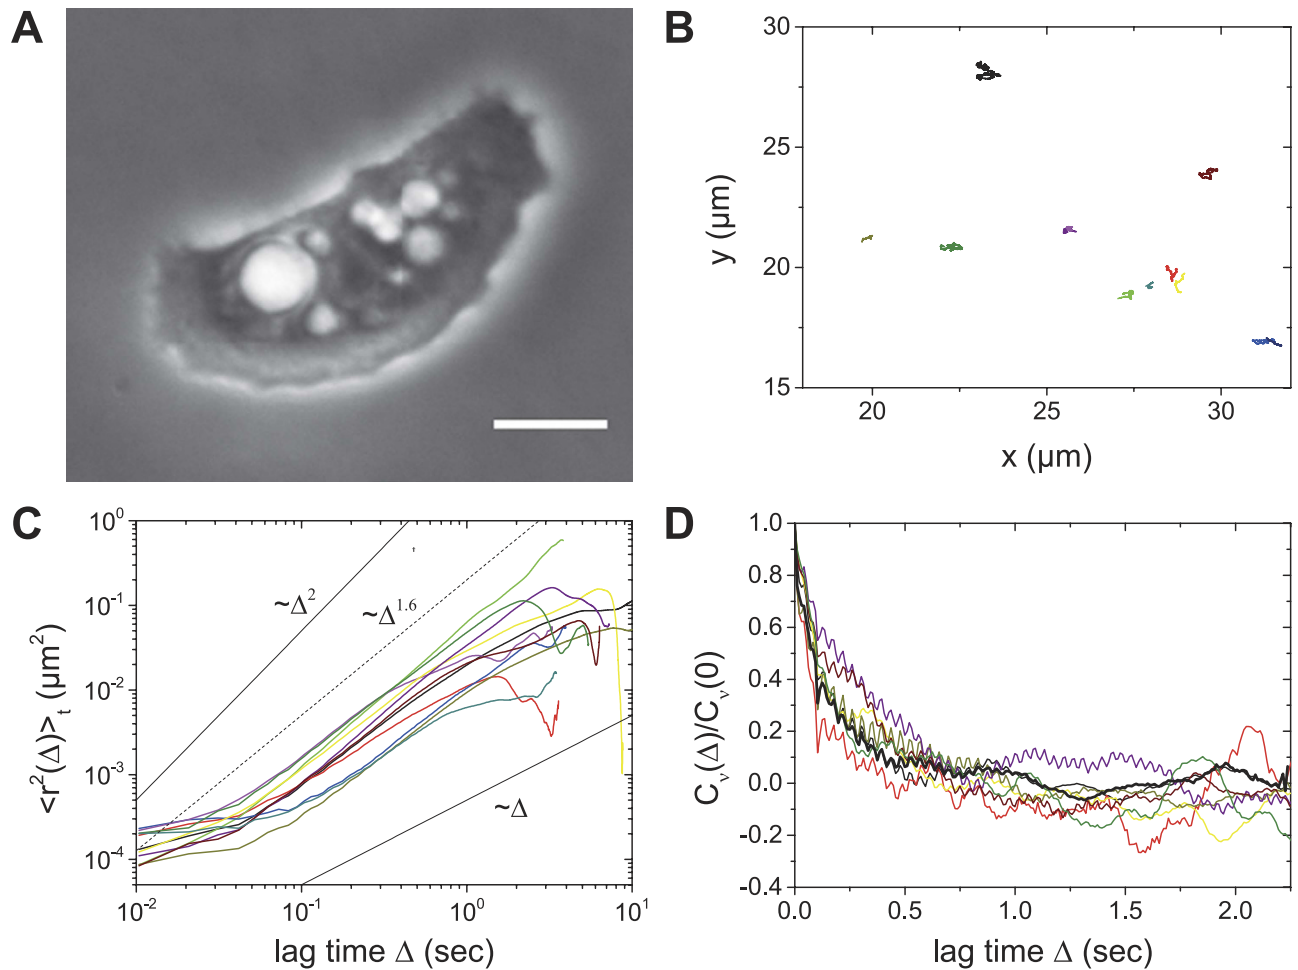 A
B
30
25
20
15
y (µm)
20
25
30
x (µm)
C
10^0
10^-1
10^-2
10^-3
10^-4
<r^2(Δ)>_t (µm^2)
~Δ^2
~Δ^1.6
~Δ
10^-2
10^-1
10^0
10^1
lag time Δ (sec)
D
1.0
0.8
0.6
0.4
0.2
0.0
-0.2
-0.4
C_v(Δ)/C_v(0)
0.0
0.5
1.0
1.5
2.0
lag time Δ (sec)